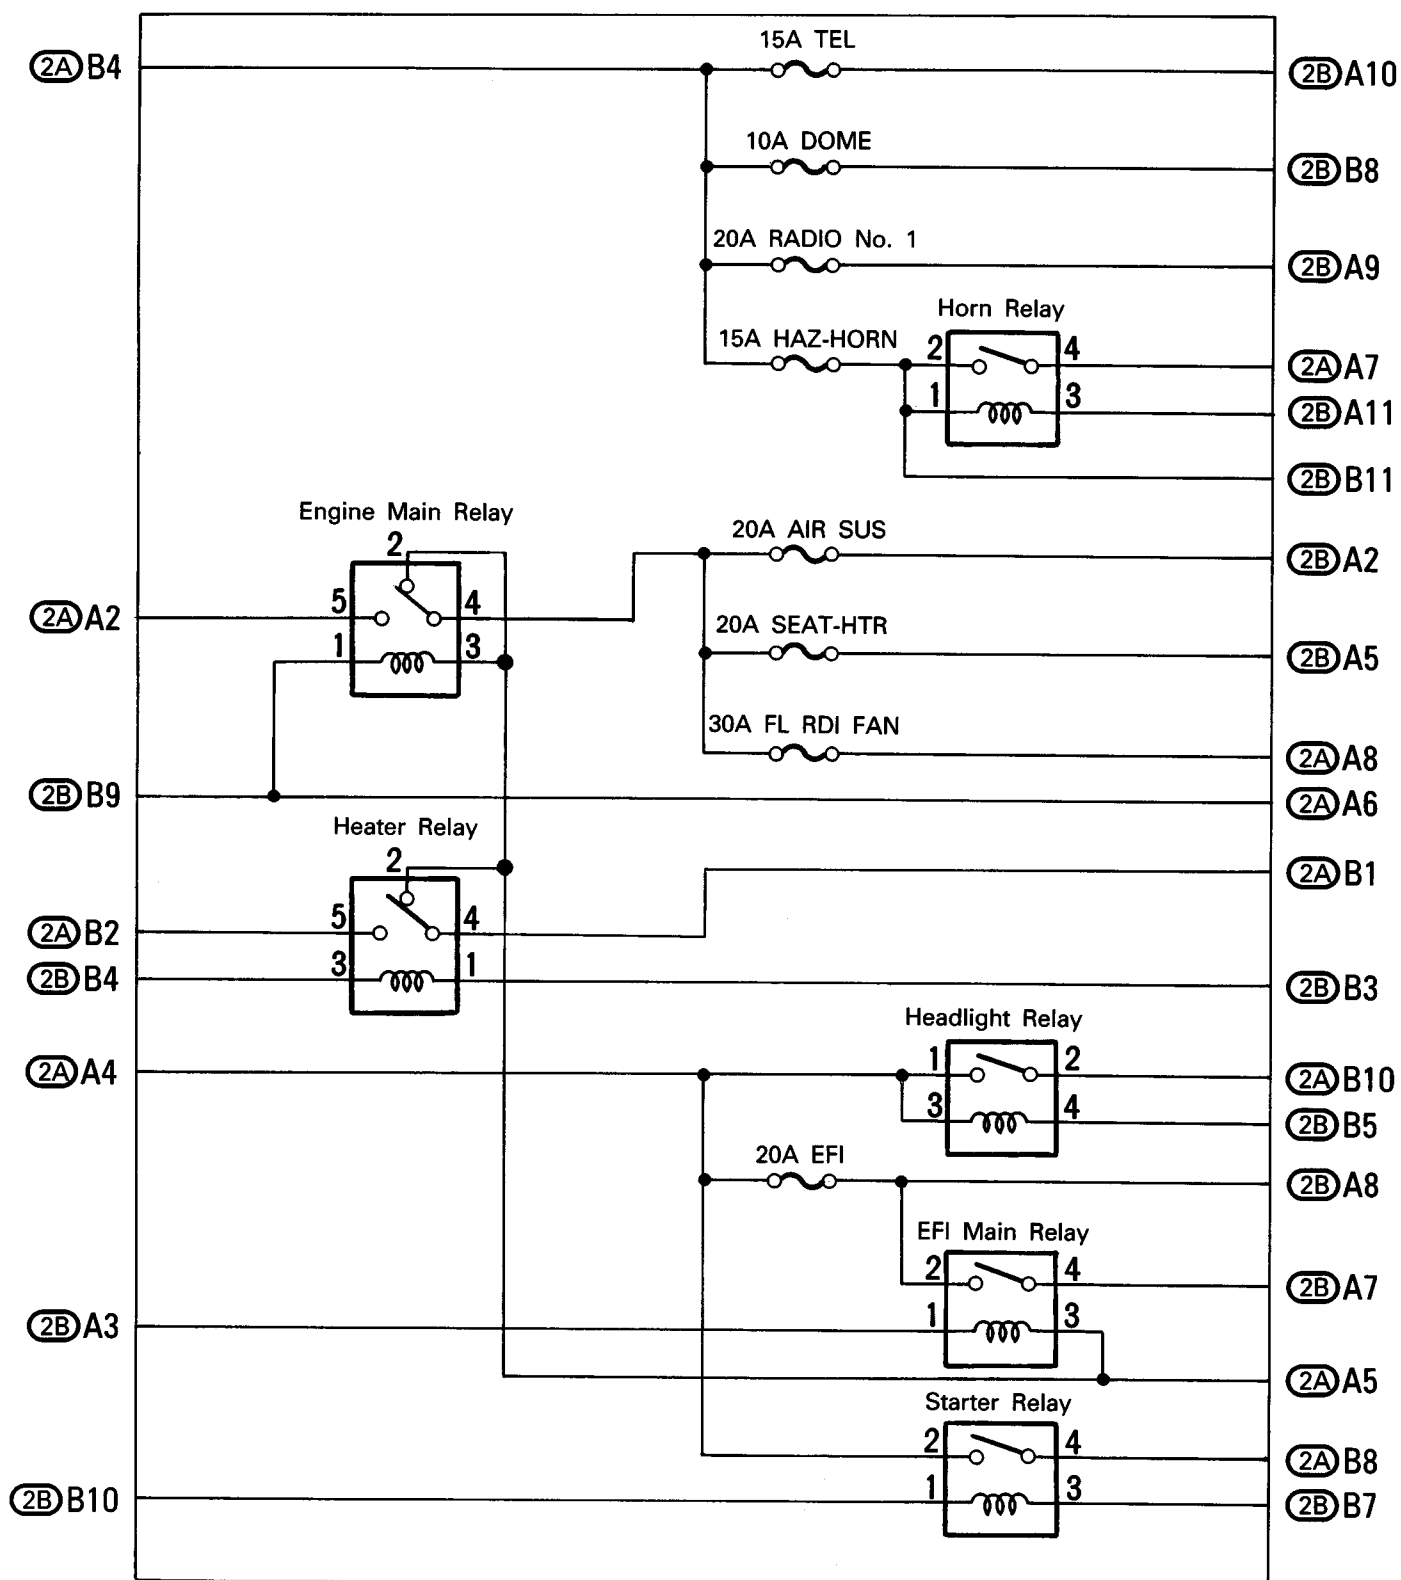 15A TEL
2A B4
2B A10
10A DOME
2B B8
20A RADIO No. 1
2B A9
Horn Relay
15A HAZ-HORN
2 4
2A A7
1 3
2B A11
2B B11
Engine Main Relay
20A AIR SUS
2
2B A2
2A A2
5 4
20A SEAT-HTR
1 3
2B A5
30A FL RDI FAN
2A A8
2B B9
2A A6
Heater Relay
2
2A B1
2A B2
5 4
2B B4
3 1
2B B3
Headlight Relay
2A A4
1 2
2A B10
3 4
2B B5
20A EFI
2B A8
EFI Main Relay
2 4
2B A7
2B A3
1 3
2A A5
Starter Relay
2 4
2A B8
2B B10
1 3
2B B7